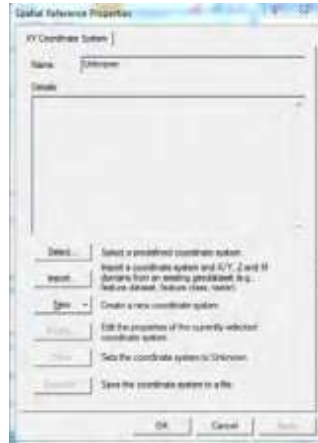 Spatial Reference Properties
XY Coordinate System
Name: Unknown
Details:
Select... Select a predefined coordinate system.
Import... Import a coordinate system and X/Y, Z and M
domains from an existing geodataset (e.g.,
feature dataset, feature class, raster).
New Create a new coordinate system.
Edit the properties of the currently selected
coordinate system.
Clear Sets the coordinate system to Unknown.
Save the coordinate system to a file.
OK Cancel Apply